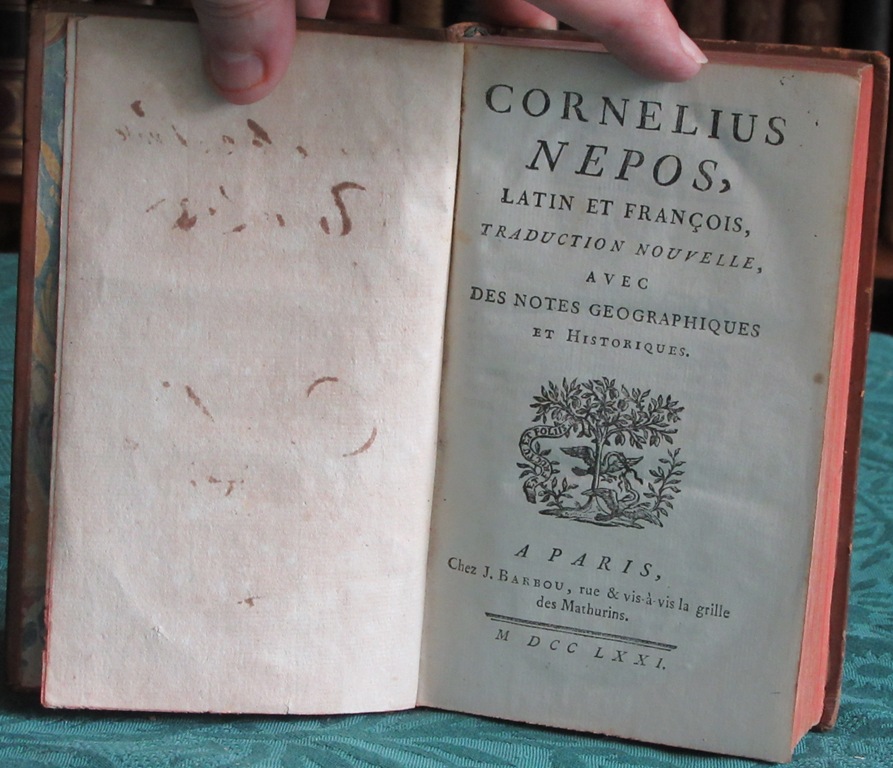 CORNELIUS
NEPOS,
LATIN ET FRANÇOIS,
TRADUCTION NOUVELLE,
AVEC
DES NOTES GEOGRAPHIQUES
ET HISTORIQUES.
A PARIS,
Chez J. BARBOU, rue & vis-à-vis la grille
des Mathurins.
M DCC LXXI.